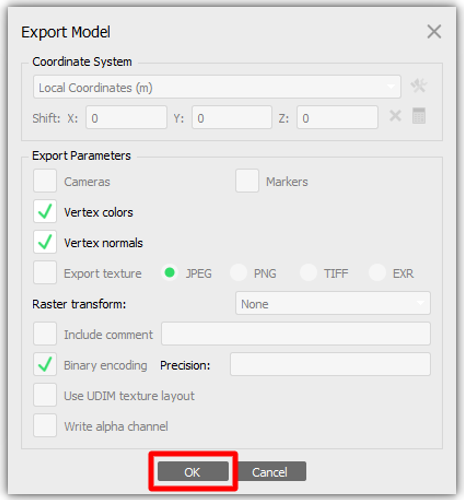 Export Model
Coordinate System
Local Coordinates (m)
Shift: X: 0 Y: 0 Z: 0
Export Parameters
Cameras Markers
Vertex colors
Vertex normals
Export texture JPEG PNG TIFF EXR
Raster transform: None
Include comment
Binary encoding Precision:
Use UDIM texture layout
Write alpha channel
OK Cancel